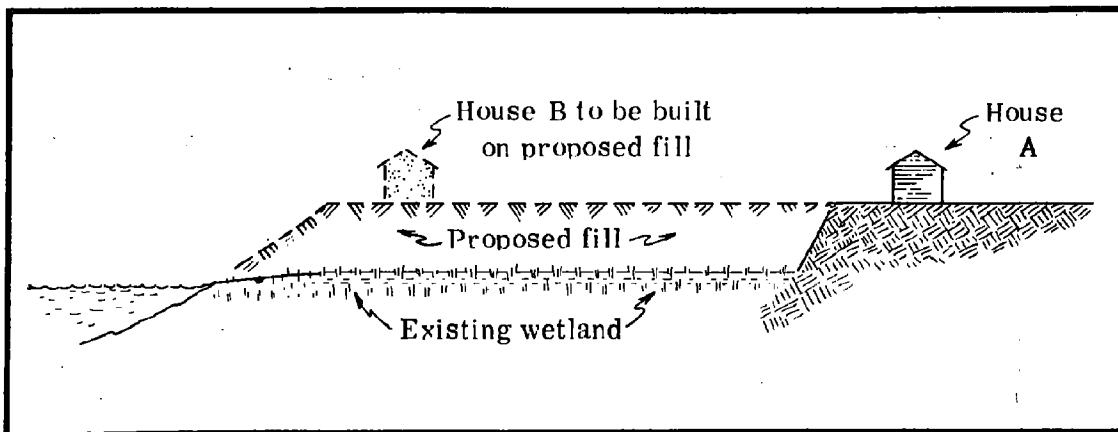 House B to be built
on proposed fill
House
A
Proposed fill
Existing wetland